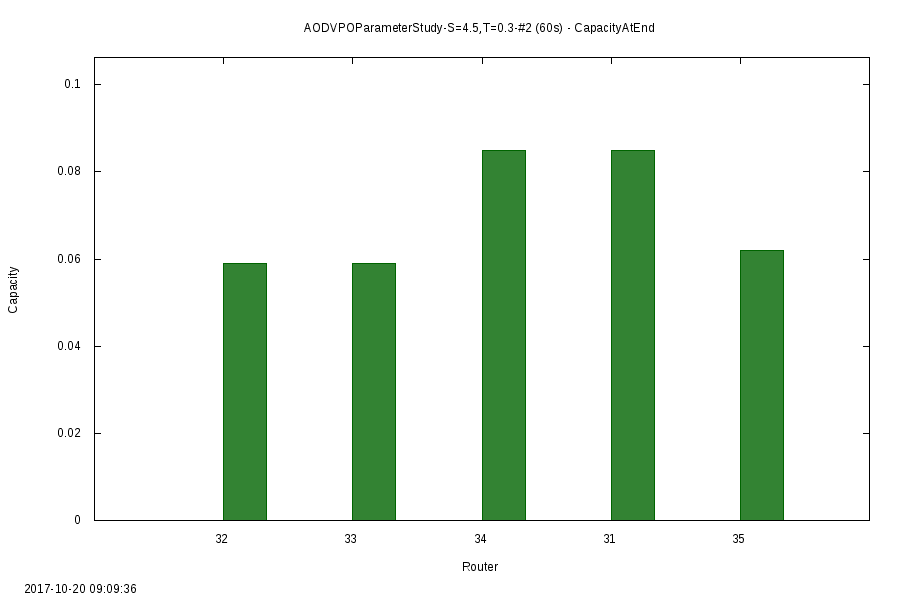 AODVPOParameterStudy-S=4.5,T=0.3-#2 (60s) - CapacityAtEnd
0.1
0.08
0.06
0.04
0.02
0
Capacity
32 33 34 31 35
Router
2017-10-20 09:09:36